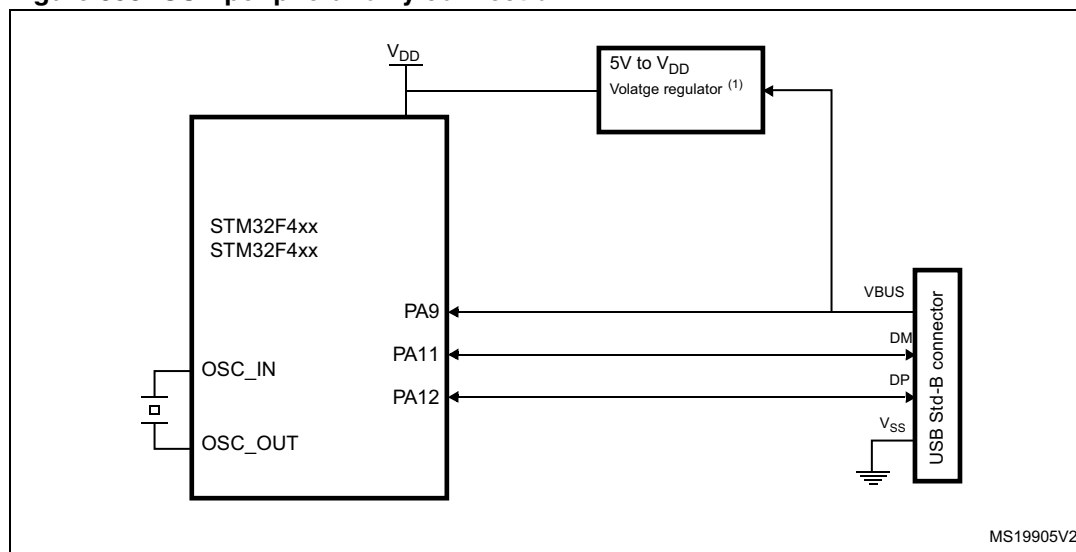 V_DD
5V to V_DD
Volatge regulator (1)
STM32F4xx
STM32F4xx
PA9
VBUS
PA11
DM
PA12
DP
OSC_IN
OSC_OUT
V_SS
USB Std-B connector
MS19905V2